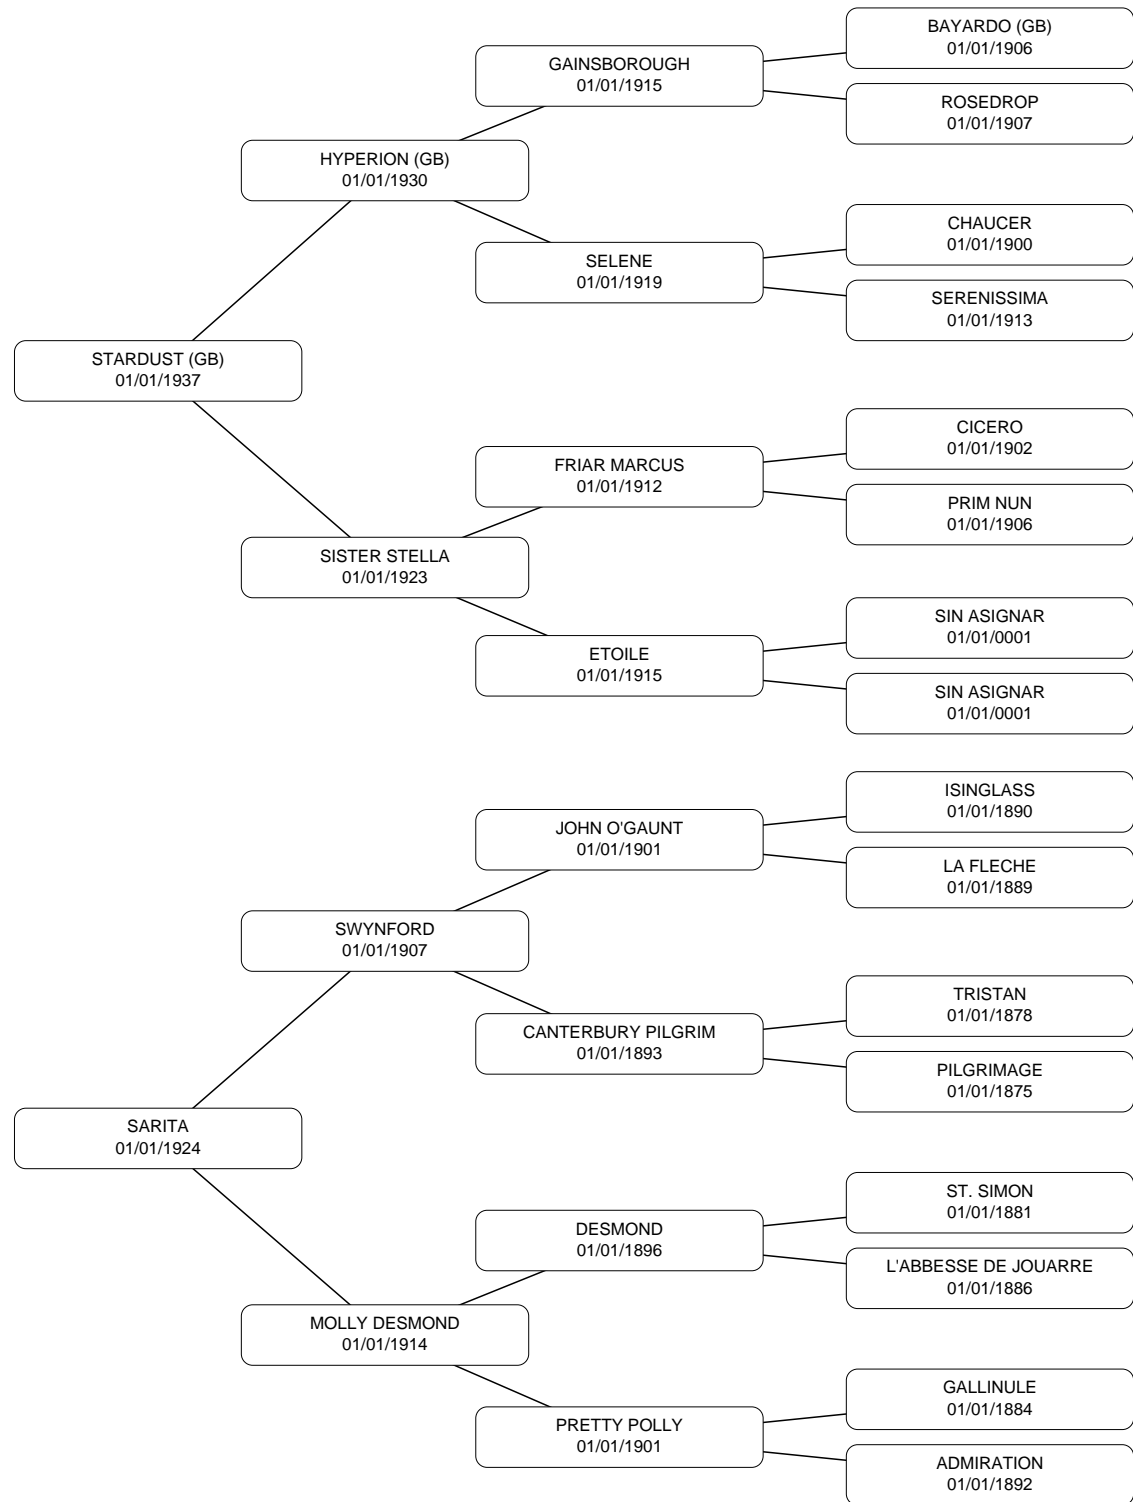 BAYARDO (GB)
01/01/1906
GAINSBOROUGH
01/01/1915
ROSEDROP
01/01/1907
HYPERION (GB)
01/01/1930
CHAUCER
01/01/1900
SELENE
01/01/1919
SERENISSIMA
01/01/1913
STARDUST (GB)
01/01/1937
CICERO
01/01/1902
FRIAR MARCUS
01/01/1912
PRIM NUN
01/01/1906
SISTER STELLA
01/01/1923
SIN ASIGNAR
01/01/0001
ETOILE
01/01/1915
SIN ASIGNAR
01/01/0001
ISINGLASS
01/01/1890
JOHN O'GAUNT
01/01/1901
LA FLECHE
01/01/1889
SWYNFORD
01/01/1907
TRISTAN
01/01/1878
CANTERBURY PILGRIM
01/01/1893
PILGRIMAGE
01/01/1875
SARITA
01/01/1924
ST. SIMON
01/01/1881
DESMOND
01/01/1896
L'ABBESSE DE JOUARRE
01/01/1886
MOLLY DESMOND
01/01/1914
GALLINULE
01/01/1884
PRETTY POLLY
01/01/1901
ADMIRATION
01/01/1892